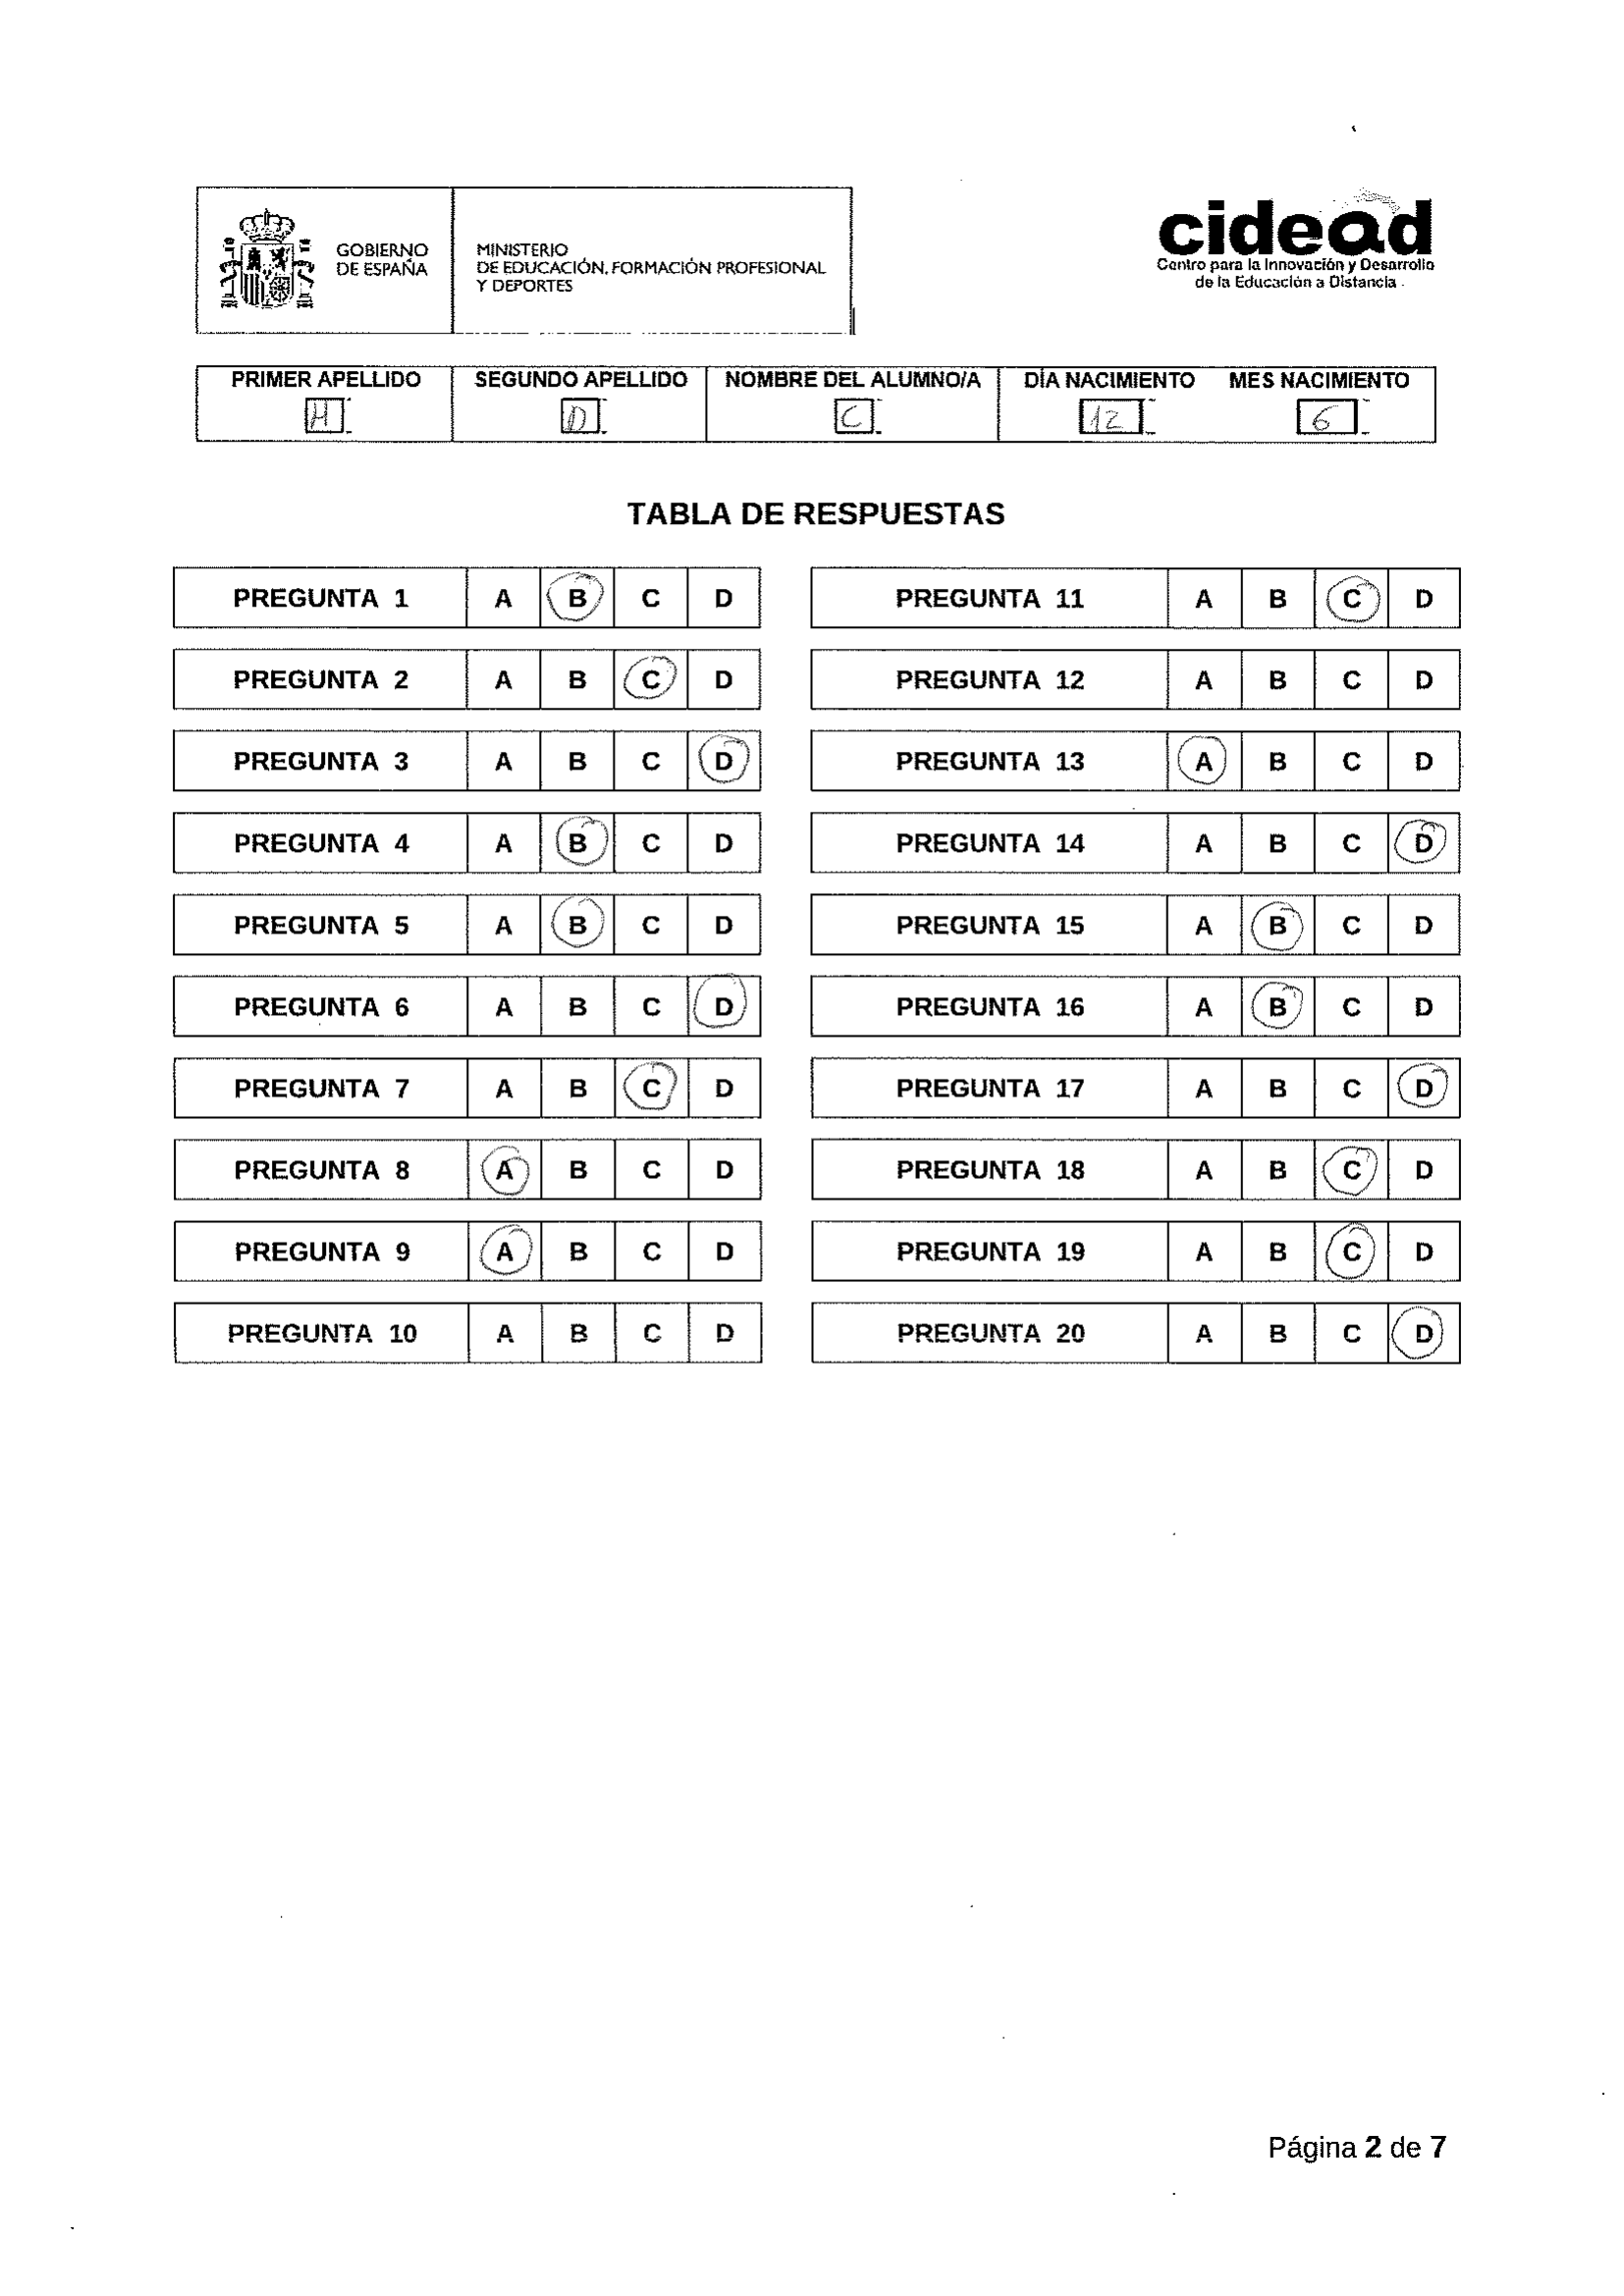 GOBIERNO
DE ESPAÑA
MINISTERIO
DE EDUCACIÓN, FORMACIÓN PROFESIONAL
Y DEPORTES
cidead
Centro para la Innovación y Desarrollo
de la Educación a Distancia
PRIMER APELLIDO SEGUNDO APELLIDO NOMBRE DEL ALUMNO/A DÍA NACIMIENTO MES NACIMIENTO
H D C 12 6
TABLA DE RESPUESTAS
PREGUNTA 1 A B C D PREGUNTA 11 A B C D
PREGUNTA 2 A B C D PREGUNTA 12 A B C D
PREGUNTA 3 A B C D PREGUNTA 13 A B C D
PREGUNTA 4 A B C D PREGUNTA 14 A B C D
PREGUNTA 5 A B C D PREGUNTA 15 A B C D
PREGUNTA 6 A B C D PREGUNTA 16 A B C D
PREGUNTA 7 A B C D PREGUNTA 17 A B C D
PREGUNTA 8 A B C D PREGUNTA 18 A B C D
PREGUNTA 9 A B C D PREGUNTA 19 A B C D
PREGUNTA 10 A B C D PREGUNTA 20 A B C D
Página 2 de 7